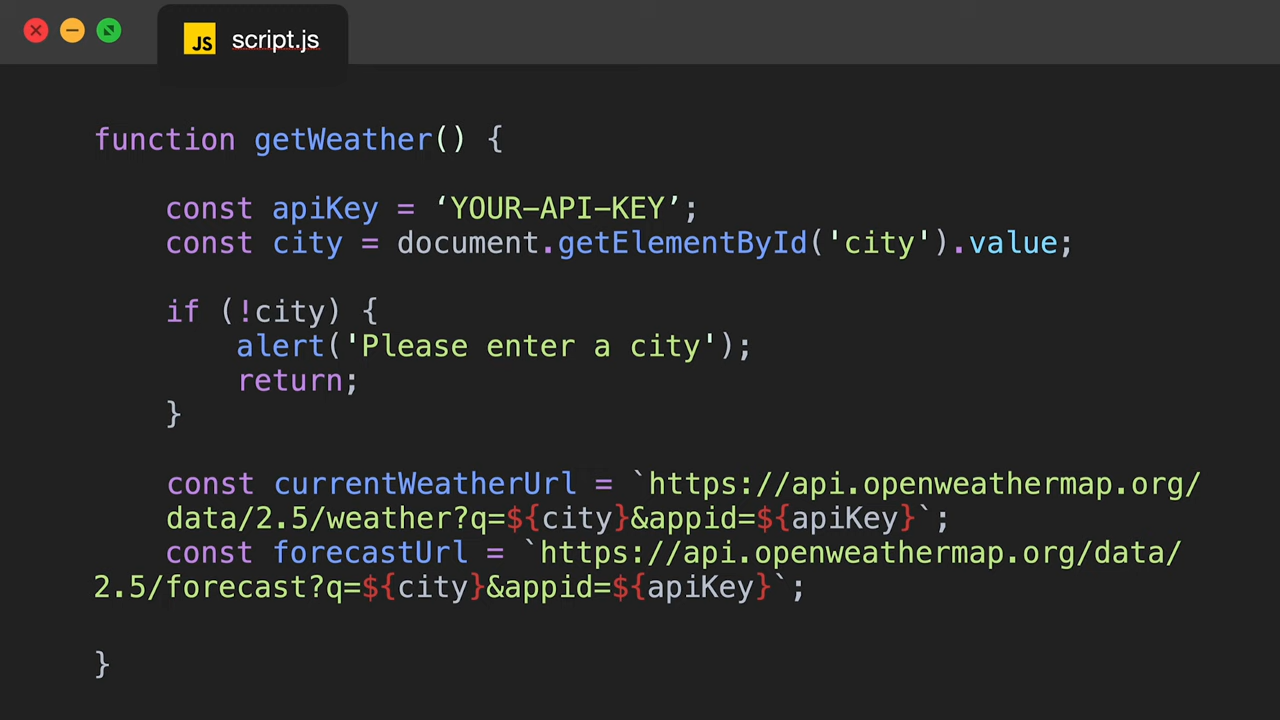 JS script.js
function getWeather() {
const apiKey = ‘YOUR-API-KEY’;
const city = document.getElementById('city').value;
if (!city) {
alert('Please enter a city');
return;
}
const currentWeatherUrl = `https://api.openweathermap.org/
data/2.5/weather?q=${city}&appid=${apiKey}`;
const forecastUrl = `https://api.openweathermap.org/data/
2.5/forecast?q=${city}&appid=${apiKey}`;
}